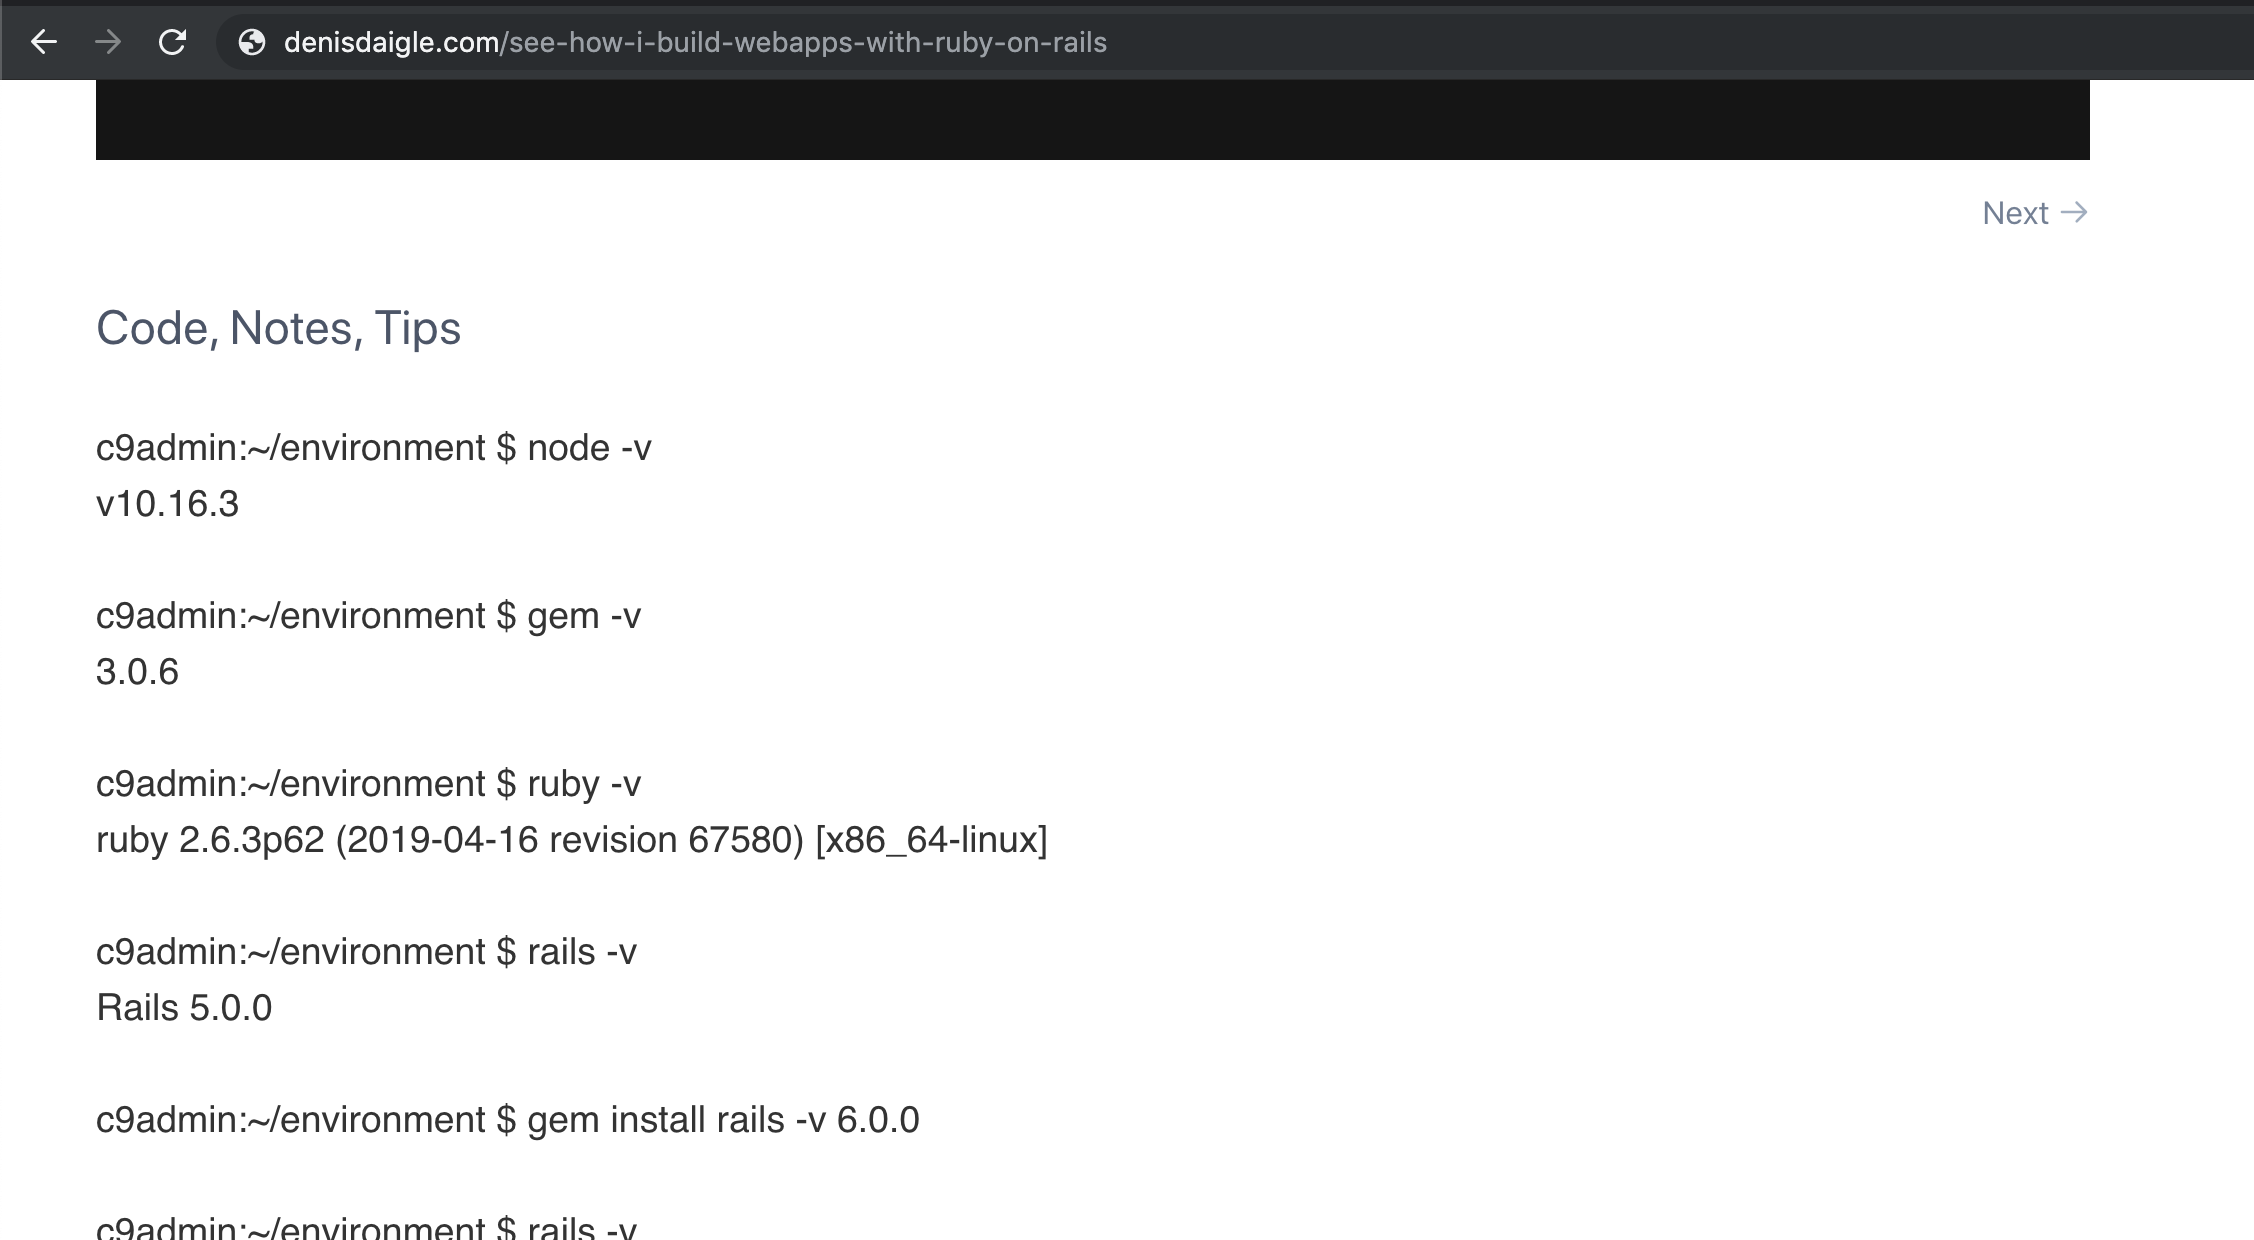 denisdaigle.com/see-how-i-build-webapps-with-ruby-on-rails
Next →
Code, Notes, Tips
c9admin:~/environment $ node -v
v10.16.3
c9admin:~/environment $ gem -v
3.0.6
c9admin:~/environment $ ruby -v
ruby 2.6.3p62 (2019-04-16 revision 67580) [x86_64-linux]
c9admin:~/environment $ rails -v
Rails 5.0.0
c9admin:~/environment $ gem install rails -v 6.0.0
c9admin:~/environment $ rails -v